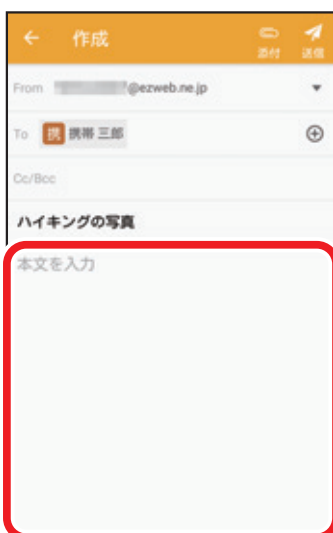 作成
添付 送信
From @ezweb.ne.jp
To 携 携帯 三郎
Cc/Bcc
ハイキングの写真
本文を入力